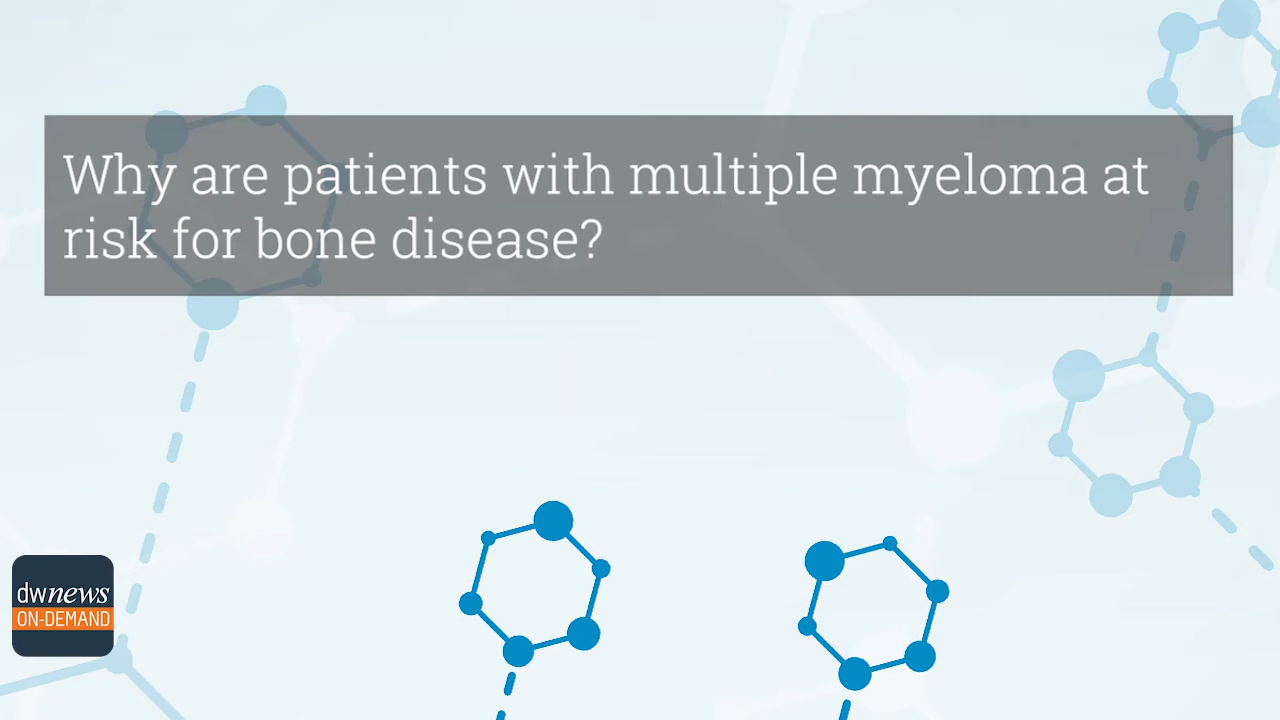 Why are patients with multiple myeloma at
risk for bone disease?
dwnews
ON-DEMAND